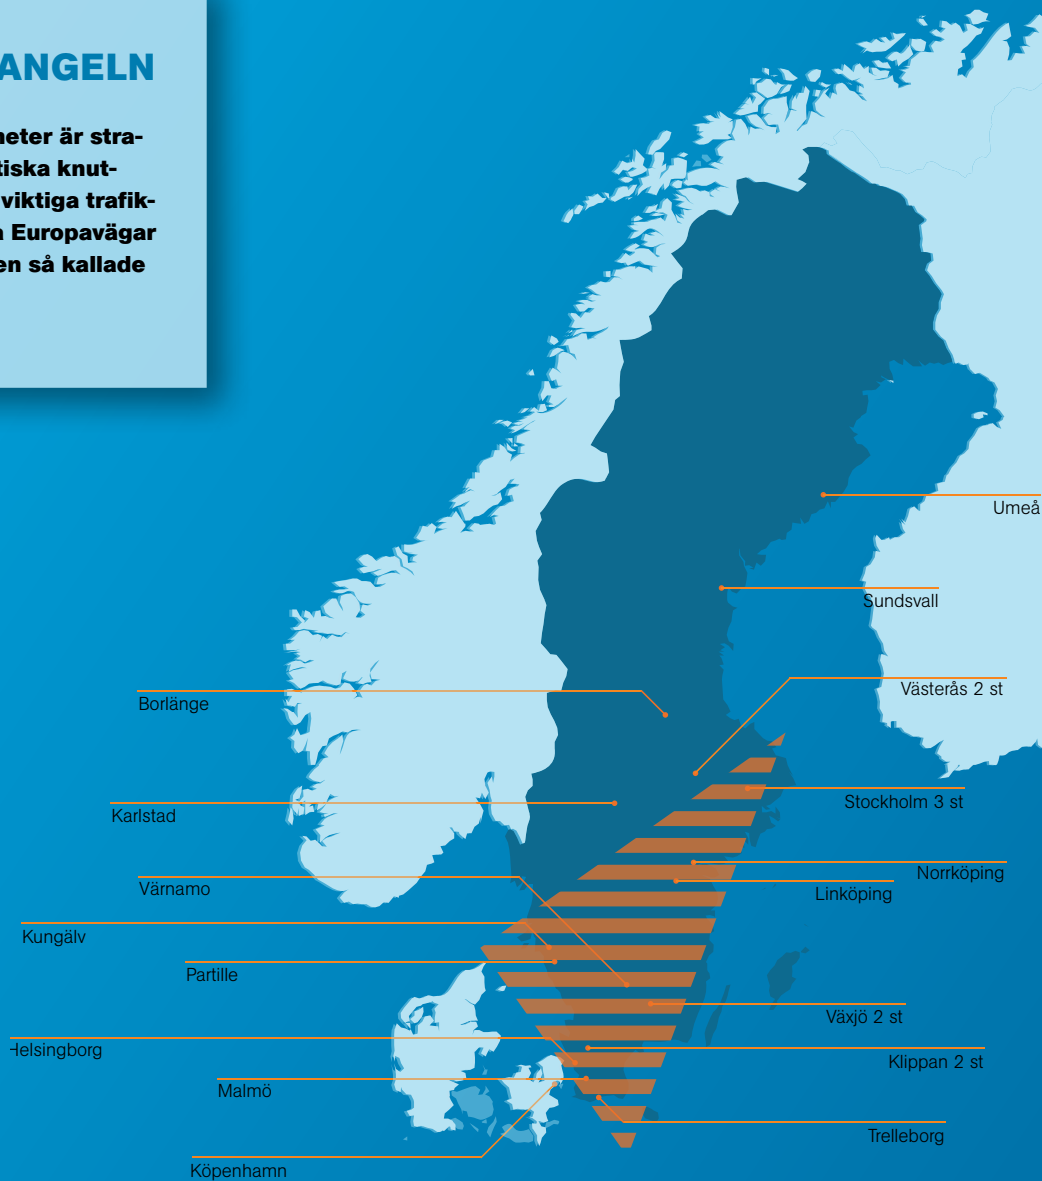 ANGELN
heter är stra-
tiska knut-
viktiga trafik-
a Europavägar
en så kallade
Umeå
Sundsvall
Västerås 2 st
Borlänge
Stockholm 3 st
Karlstad
Norrköping
Värnamo
Linköping
Kungälv
Partille
Växjö 2 st
Helsingborg
Klippan 2 st
Malmö
Trelleborg
Köpenhamn